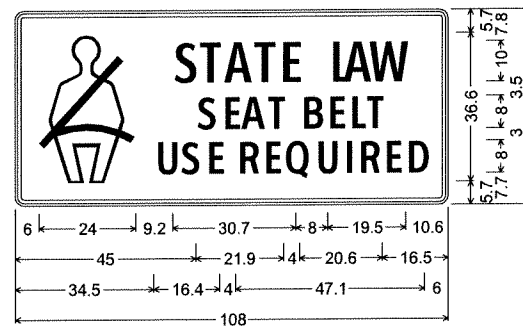 STATE LAW
SEAT BELT
USE REQUIRED
5.7
7.8
10
3.5
36.6
8
3
8
5.7
7.7
6 24 9.2 30.7 8 19.5 10.6
45 21.9 4 20.6 16.5
34.5 16.4 4 47.1 6
108